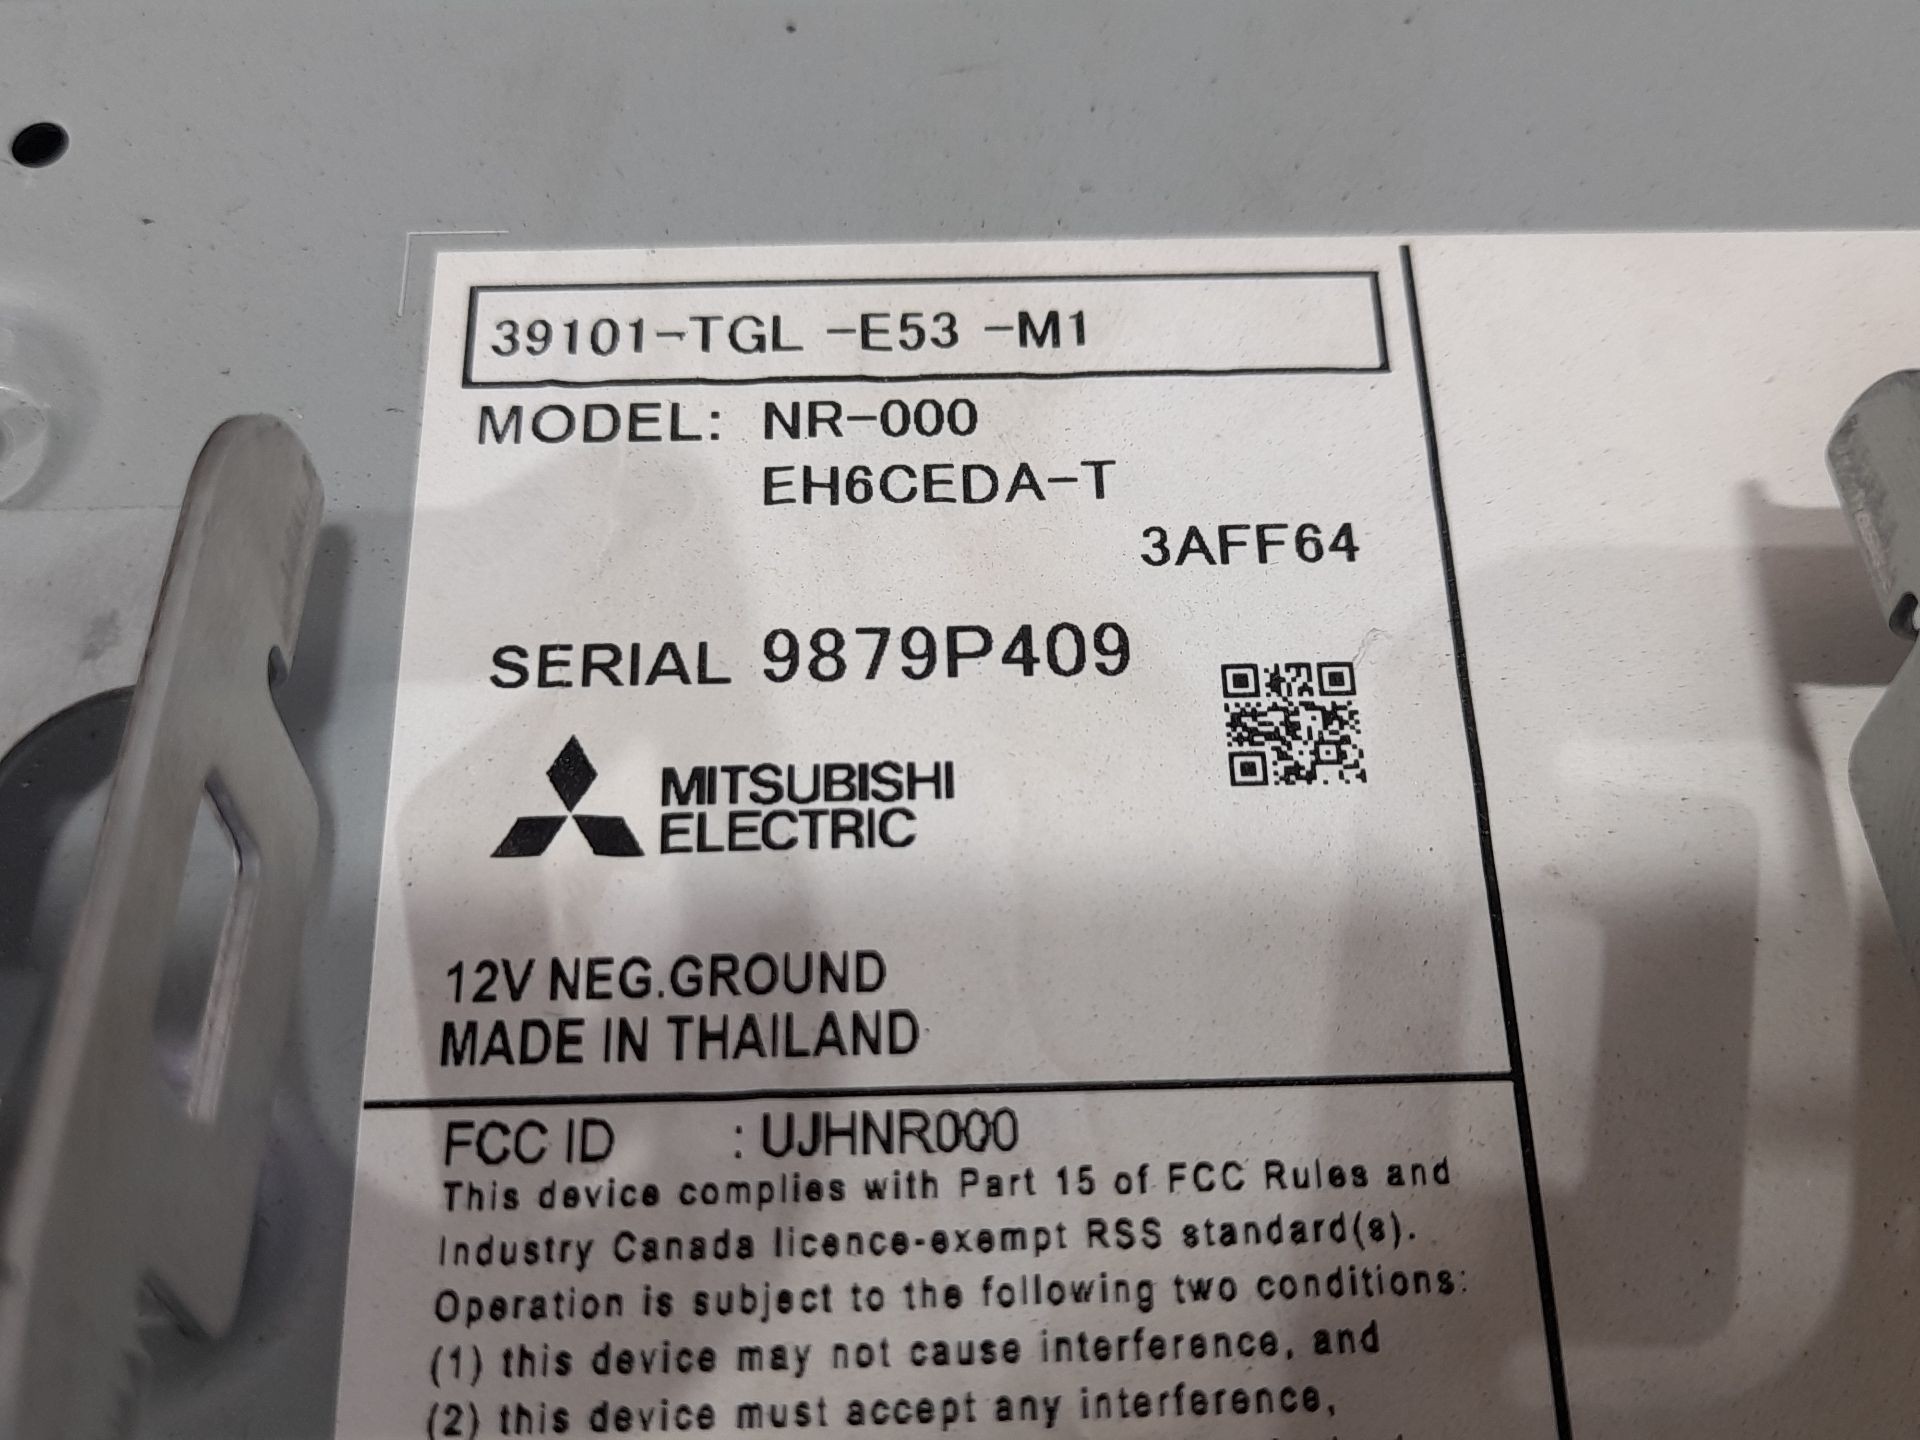 39101-TGL -E53 -M1
MODEL: NR-000
EH6CEDA-T
3AFF64
SERIAL 9879P409
MITSUBISHI
ELECTRIC
12V NEG.GROUND
MADE IN THAILAND
FCC ID : UJHNR000
This device complies with Part 15 of FCC Rules and
Industry Canada licence-exempt RSS standard(s).
Operation is subject to the following two conditions:
(1) this device may not cause interference, and
(2) this device must accept any interference,